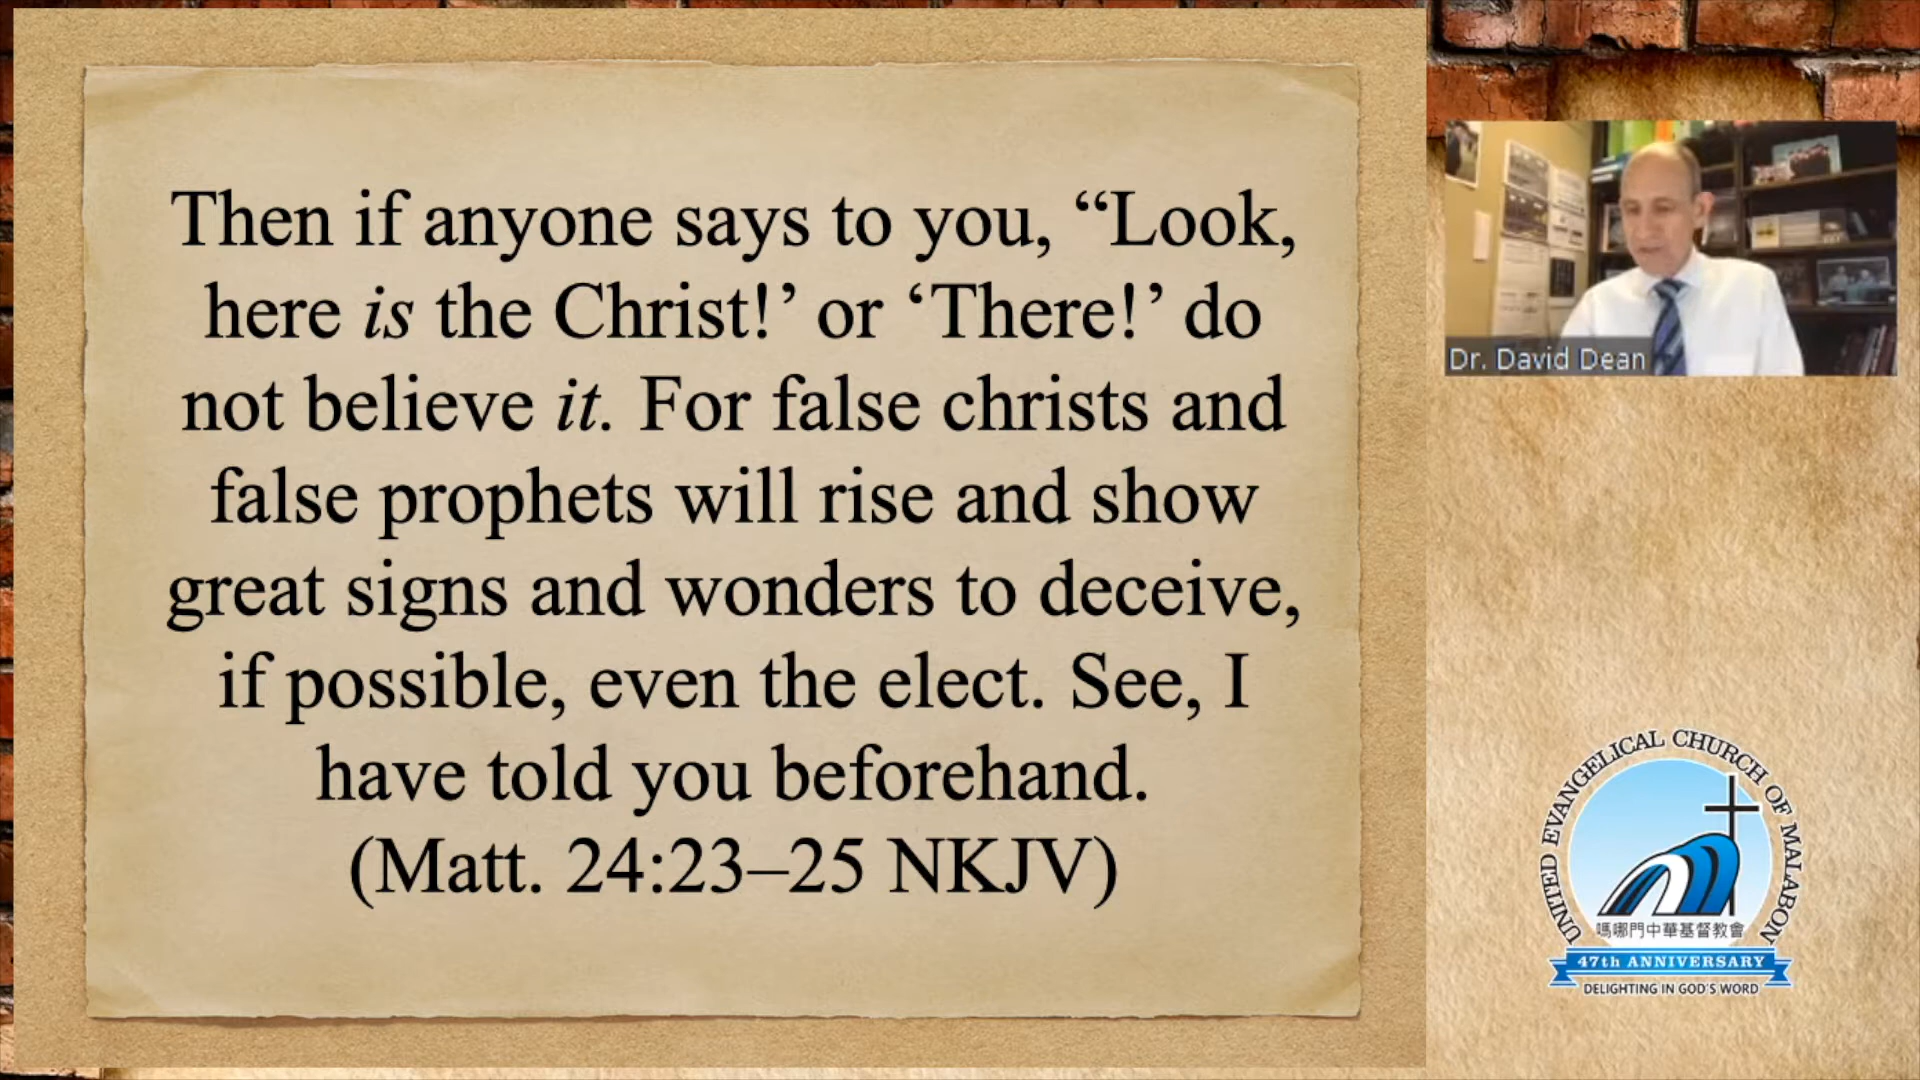 Then if anyone says to you, “Look,
here is the Christ!’ or ‘There!’ do
not believe it. For false christs and
false prophets will rise and show
great signs and wonders to deceive,
if possible, even the elect. See, I
have told you beforehand.
(Matt. 24:23–25 NKJV)
Dr. David Dean
UNITED EVANGELICAL CHURCH OF MALABON
嗎哪門中華基督教會
47th ANNIVERSARY
DELIGHTING IN GOD'S WORD